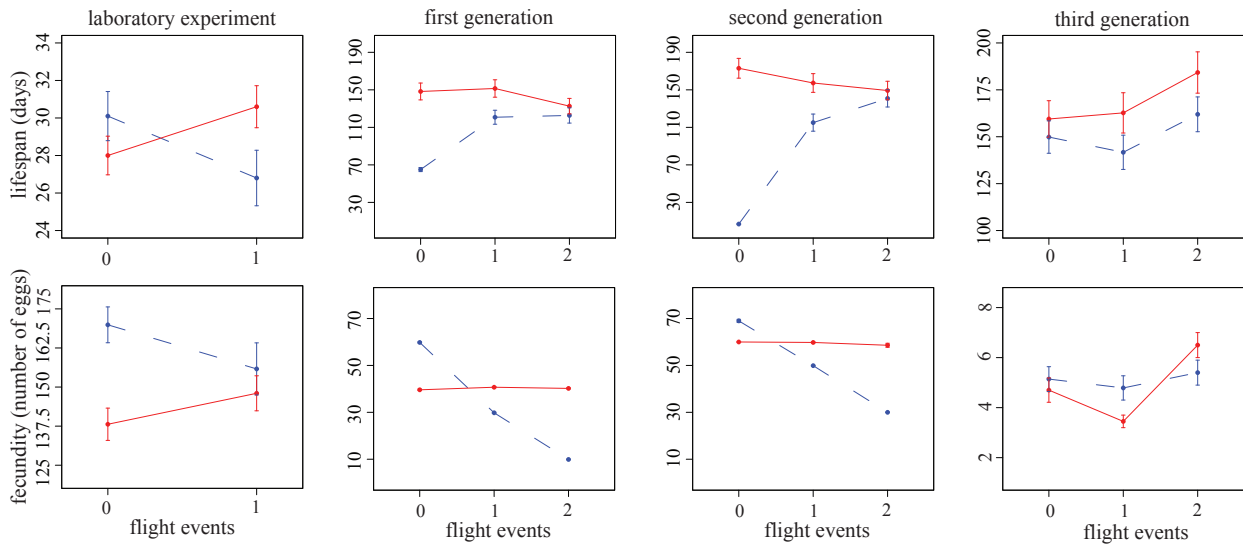 laboratory experiment
first generation
second generation
third generation
lifespan (days)
24 26 28 30 32 34
0 1
30 70 110 150 190
0 1 2
30 70 110 150 190
0 1 2
100 125 150 175 200
0 1 2
fecundity (number of eggs)
125 137.5 150 162.5 175
0 1
flight events
10 30 50 70
0 1 2
flight events
10 30 50 70
0 1 2
flight events
2 4 6 8
0 1 2
flight events